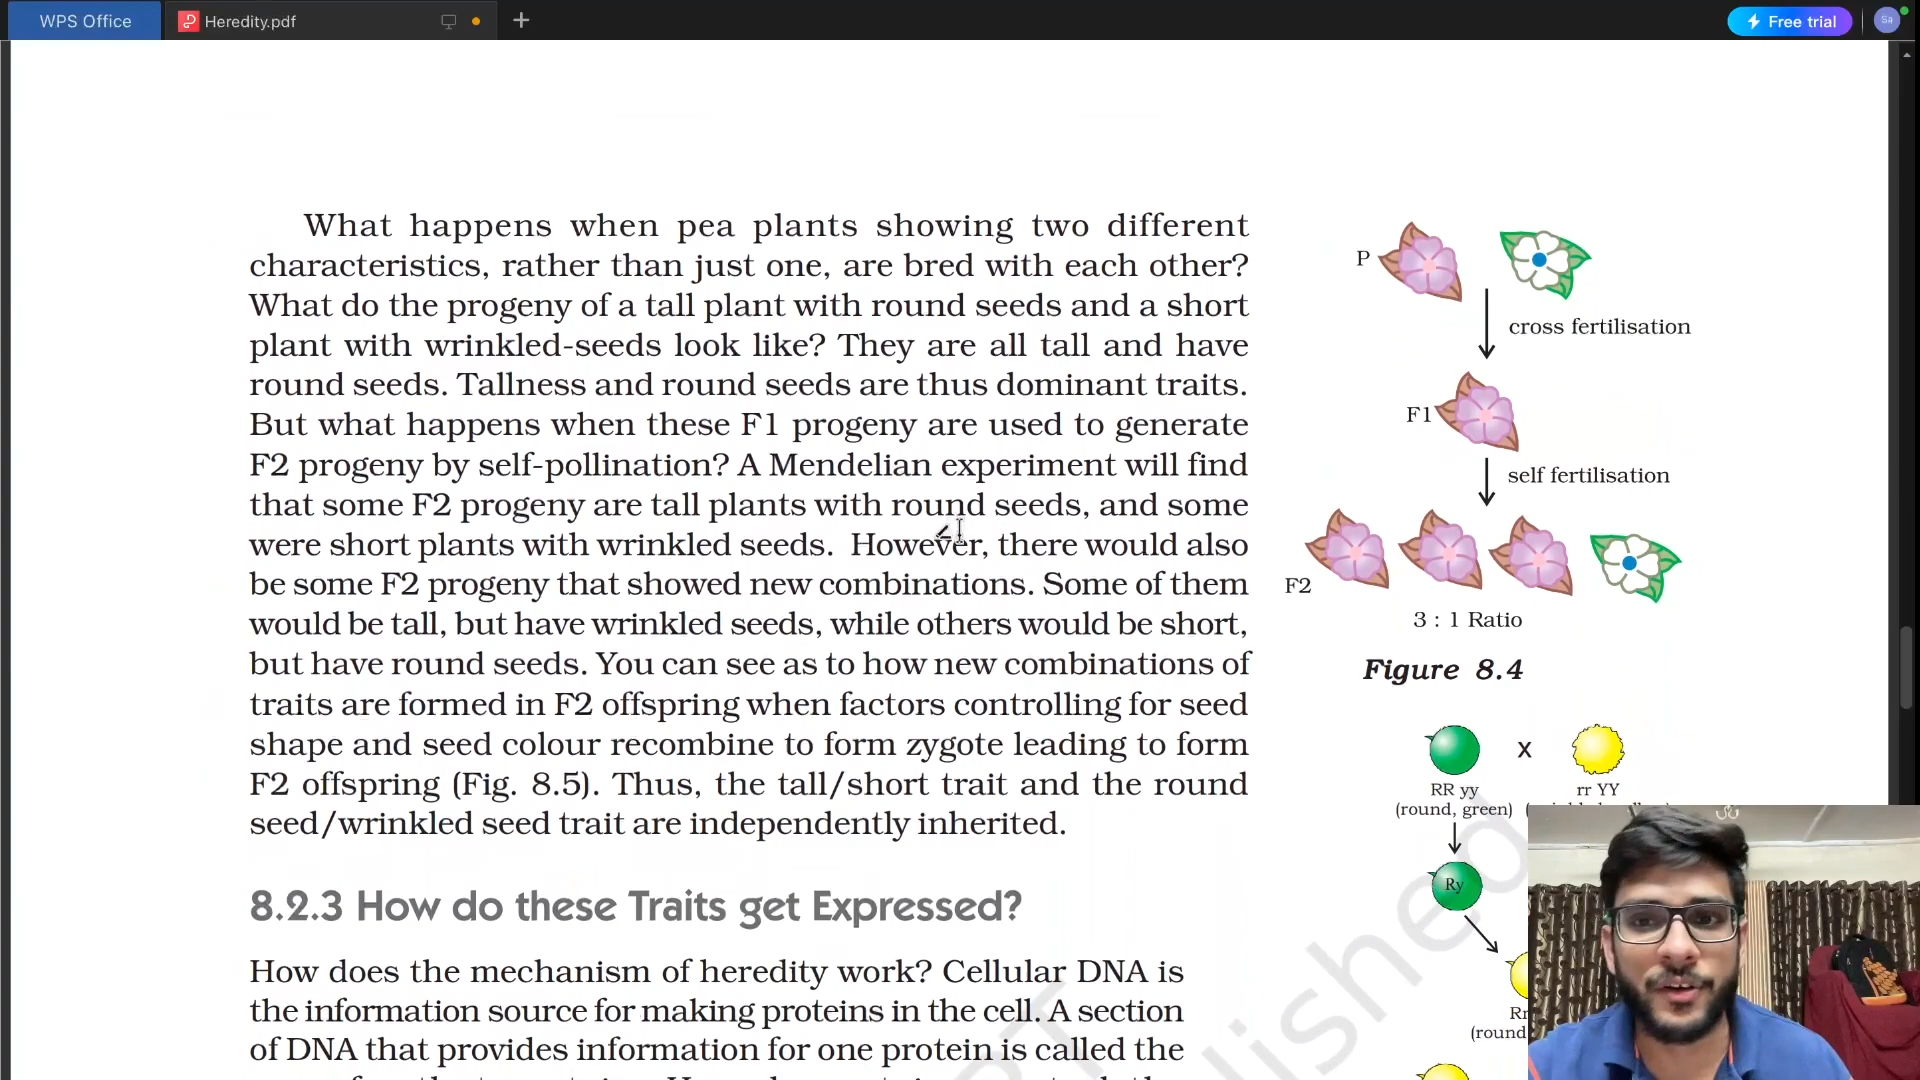 WPS Office
Heredity.pdf
Free trial
Sa
What happens when pea plants showing two different
characteristics, rather than just one, are bred with each other?
What do the progeny of a tall plant with round seeds and a short
plant with wrinkled-seeds look like? They are all tall and have
round seeds. Tallness and round seeds are thus dominant traits.
But what happens when these F1 progeny are used to generate
F2 progeny by self-pollination? A Mendelian experiment will find
that some F2 progeny are tall plants with round seeds, and some
were short plants with wrinkled seeds. However, there would also
be some F2 progeny that showed new combinations. Some of them
would be tall, but have wrinkled seeds, while others would be short,
but have round seeds. You can see as to how new combinations of
traits are formed in F2 offspring when factors controlling for seed
shape and seed colour recombine to form zygote leading to form
F2 offspring (Fig. 8.5). Thus, the tall/short trait and the round
seed/wrinkled seed trait are independently inherited.
8.2.3 How do these Traits get Expressed?
How does the mechanism of heredity work? Cellular DNA is
the information source for making proteins in the cell. A section
of DNA that provides information for one protein is called the
P
cross fertilisation
F1
self fertilisation
F2
3 : 1 Ratio
Figure 8.4
x
RR yy
rr YY
(round, green)
Ry
Rr
(round